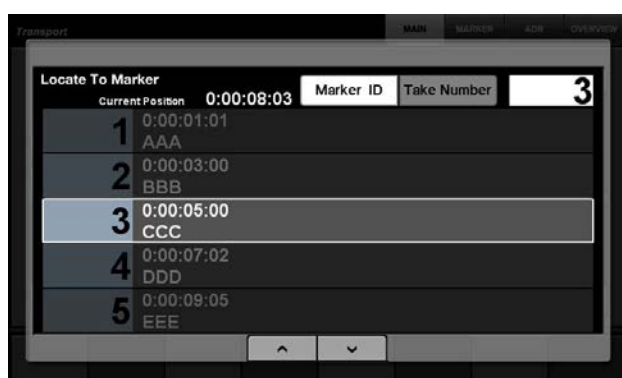 Transport MAIN MARKER ADR OVERVIEW
Locate To Marker
Current Position 0:00:08:03 Marker ID Take Number 3
1 0:00:01:01
AAA
2 0:00:03:00
BBB
3 0:00:05:00
CCC
4 0:00:07:02
DDD
5 0:00:09:05
EEE